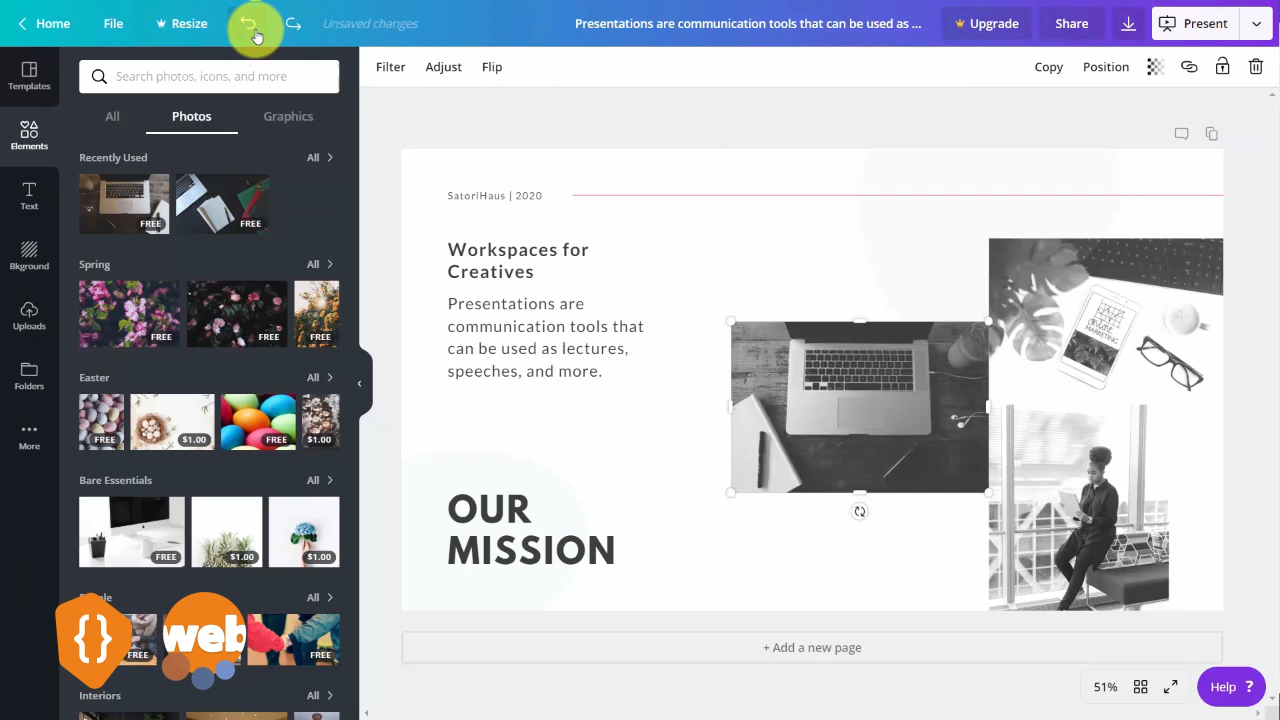 Home
File
Resize
Unsaved changes
Presentations are communication tools that can be used as ...
Upgrade
Share
Present
Templates
Elements
Text
Bkground
Uploads
Folders
More
Search photos, icons, and more
All
Photos
Graphics
Recently Used
All
FREE
FREE
Spring
All
FREE
FREE
FREE
Easter
All
FREE
$1.00
FREE
$1.00
Bare Essentials
All
FREE
$1.00
$1.00
All
FREE
FREE
{}
web
Interiors
All
Filter
Adjust
Flip
Copy
Position
SatoriHaus | 2020
Workspaces for
Creatives
Presentations are
communication tools that
can be used as lectures,
speeches, and more.
OUR
MISSION
MARKETING
+ Add a new page
51%
Help ?